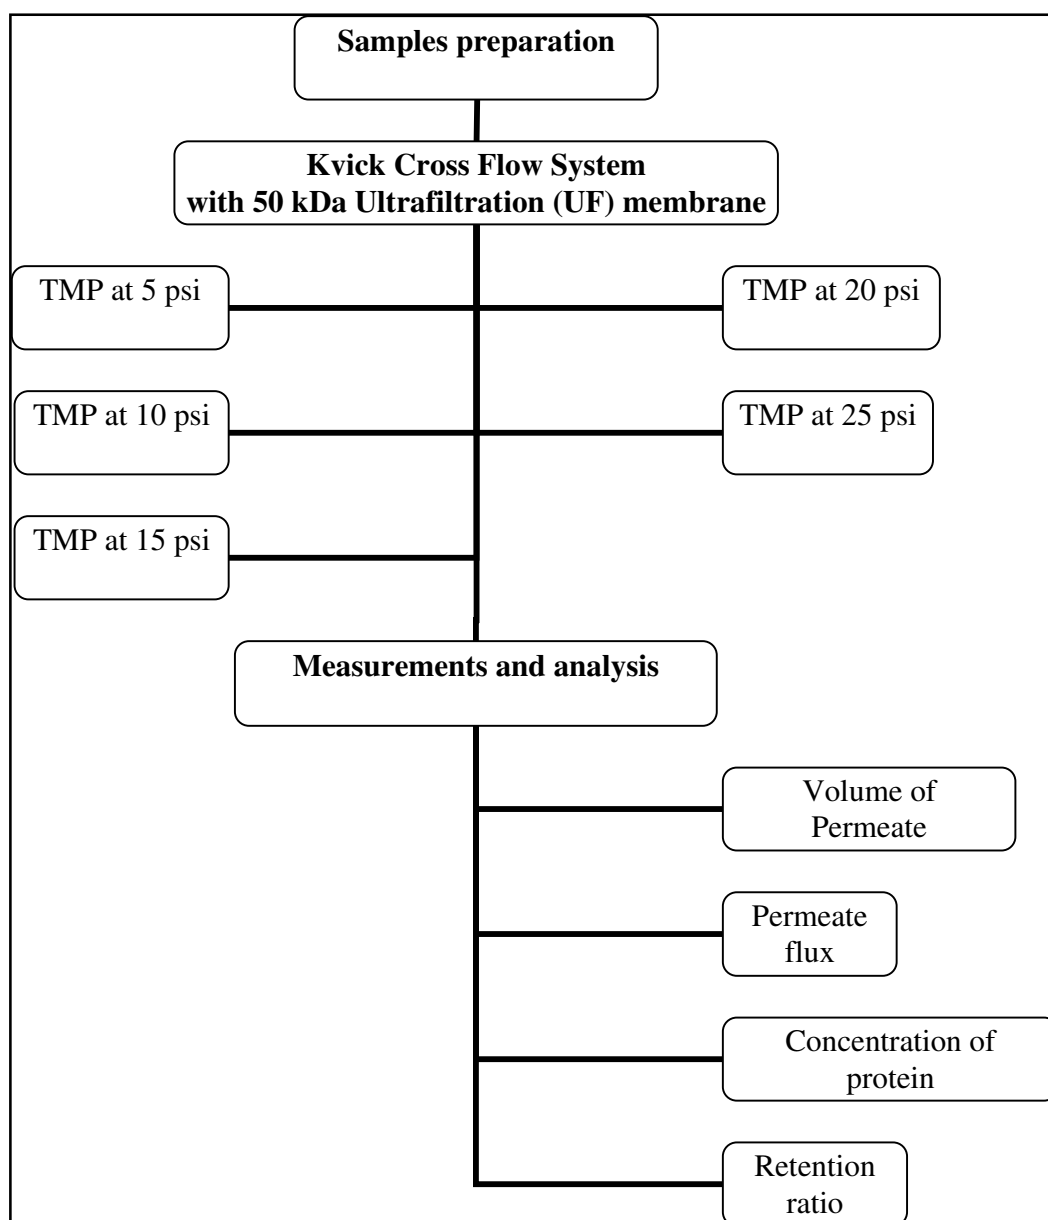 Samples preparation
Kvick Cross Flow System
with 50 kDa Ultrafiltration (UF) membrane
TMP at 5 psi
TMP at 20 psi
TMP at 10 psi
TMP at 25 psi
TMP at 15 psi
Measurements and analysis
Volume of
Permeate
Permeate
flux
Concentration of
protein
Retention
ratio